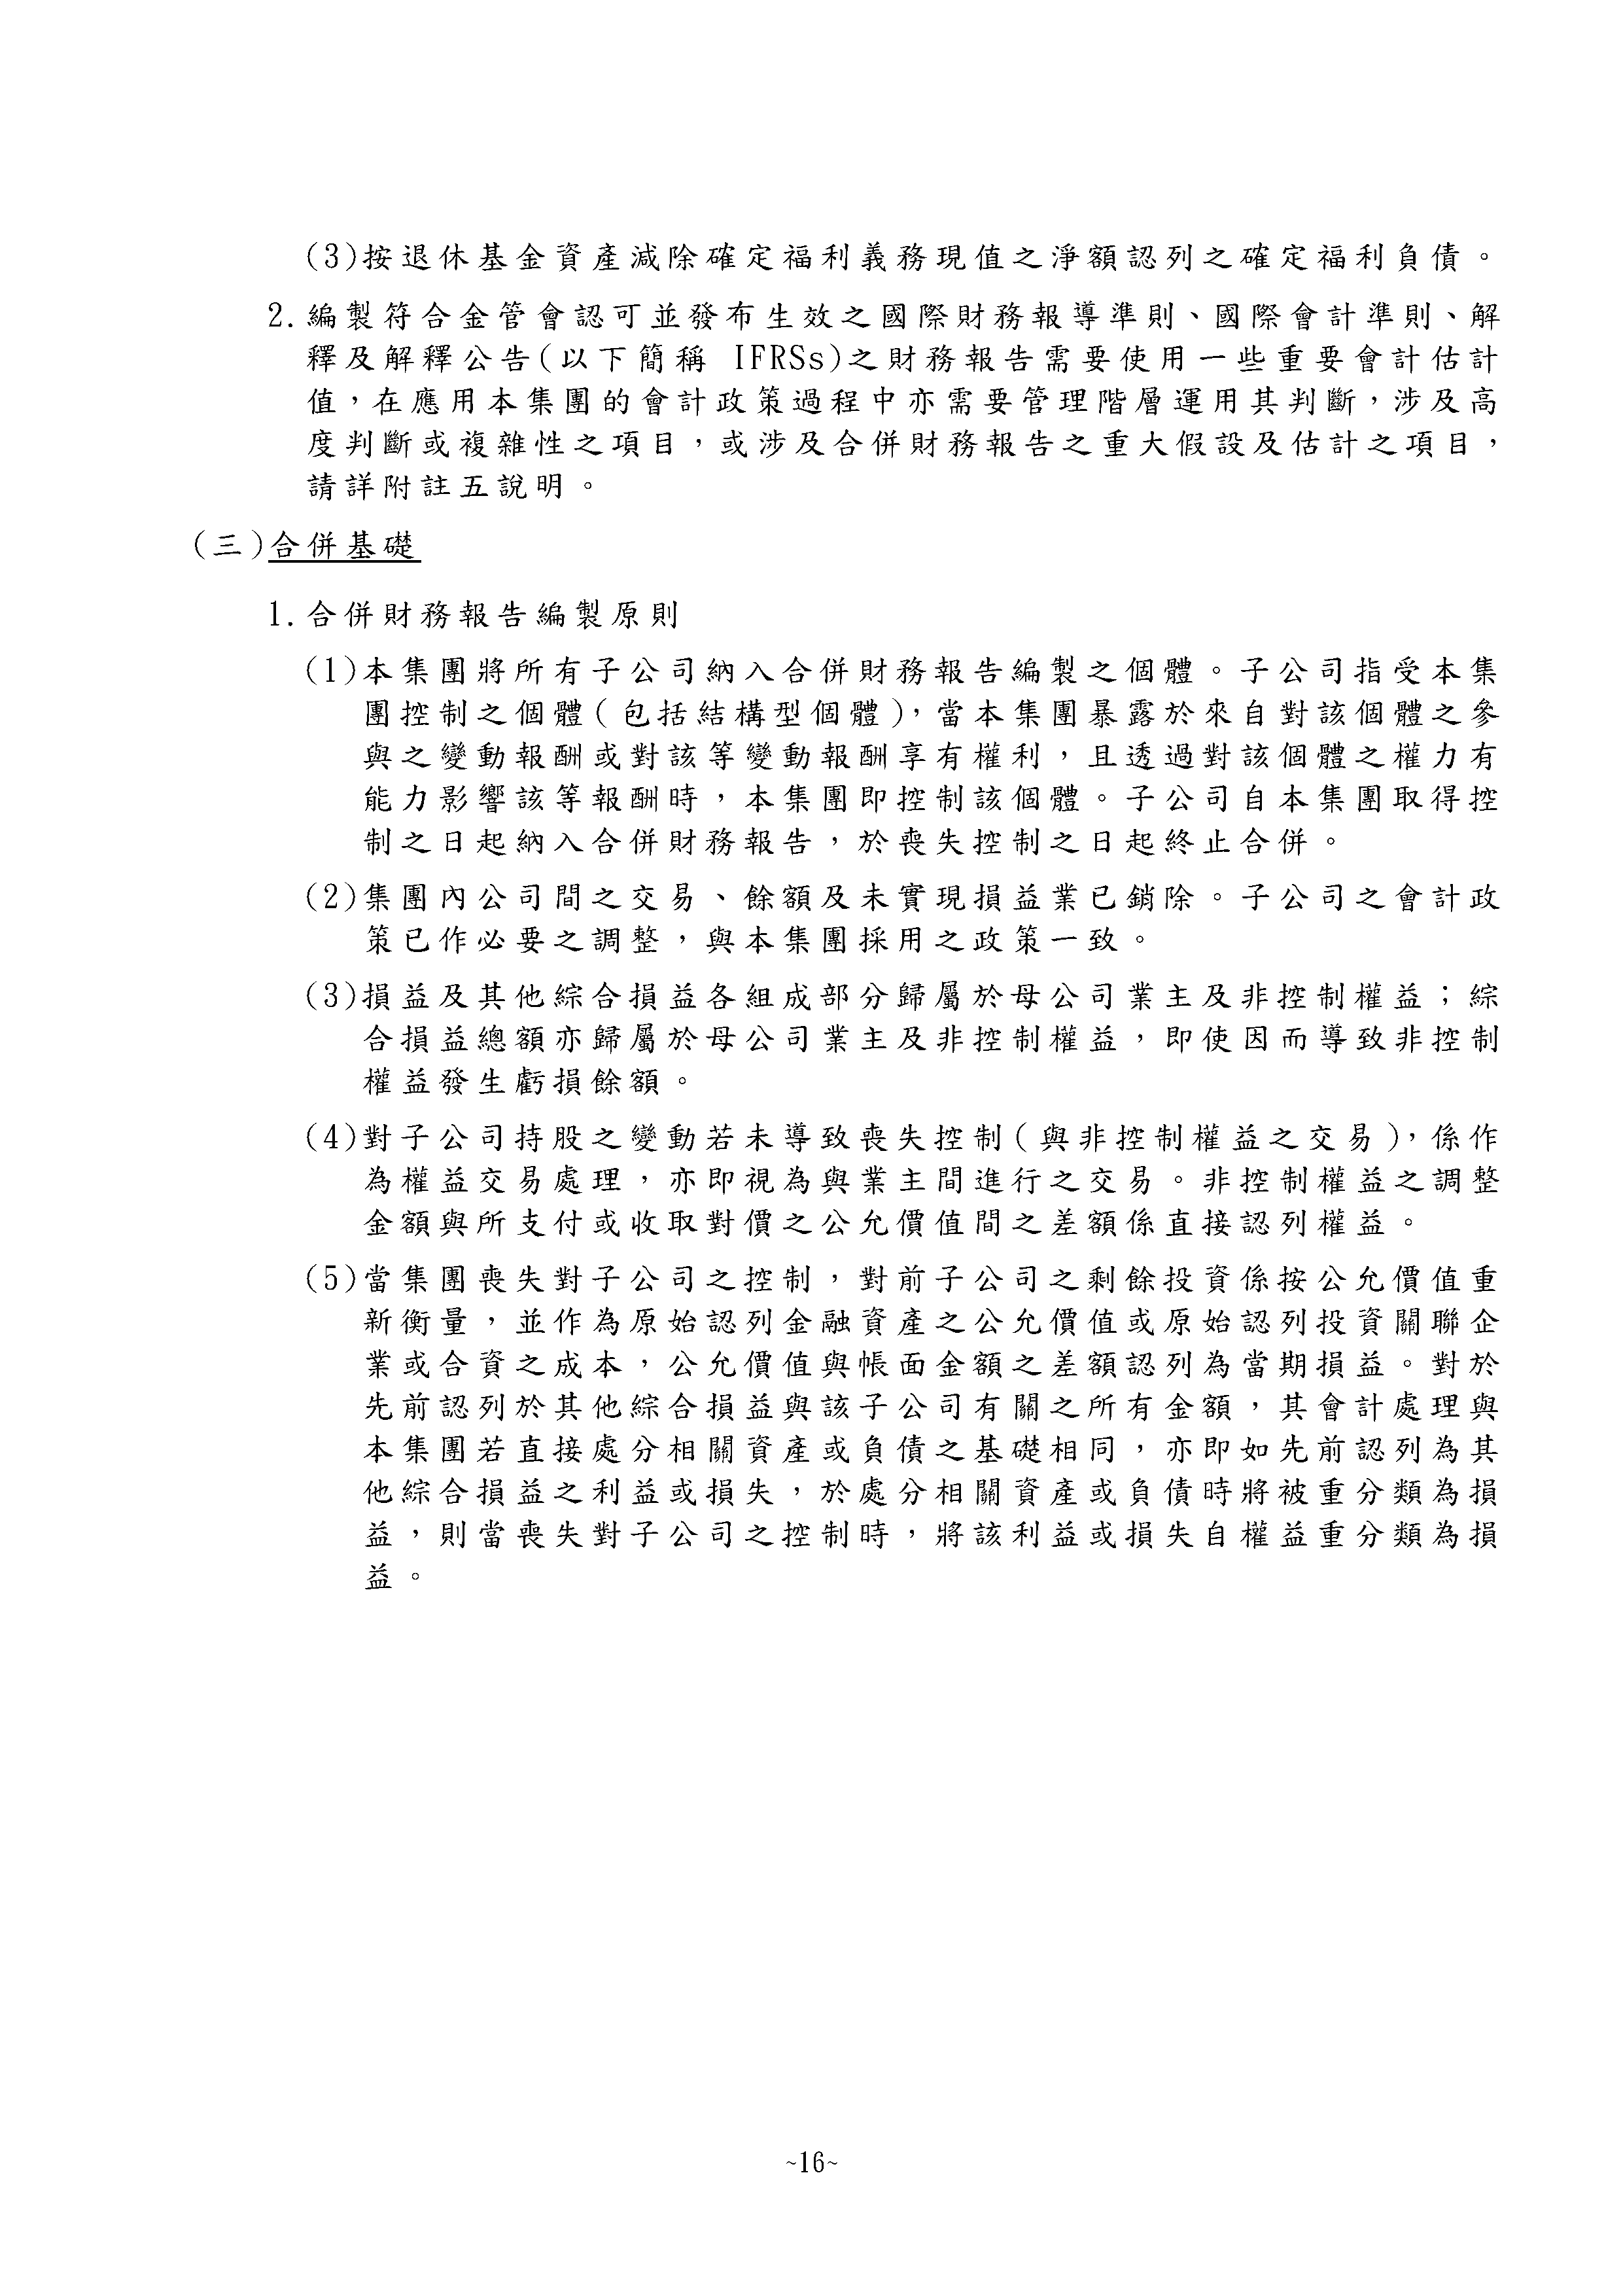 (3)按退休基金資產減除確定福利義務現值之淨額認列之確定福利負債。
2.編製符合金管會認可並發布生效之國際財務報導準則、國際會計準則、解
釋及解釋公告(以下簡稱 IFRSs)之財務報告需要使用一些重要會計估計
值，在應用本集團的會計政策過程中亦需要管理階層運用其判斷，涉及高
度判斷或複雜性之項目，或涉及合併財務報告之重大假設及估計之項目，
請詳附註五說明。
(三)合併基礎
1.合併財務報告編製原則
(1)本集團將所有子公司納入合併財務報告編製之個體。子公司指受本集
團控制之個體(包括結構型個體)，當本集團暴露於來自對該個體之參
與之變動報酬或對該等變動報酬享有權利，且透過對該個體之權力有
能力影響該等報酬時，本集團即控制該個體。子公司自本集團取得控
制之日起納入合併財務報告，於喪失控制之日起終止合併。
(2)集團內公司間之交易、餘額及未實現損益業已銷除。子公司之會計政
策已作必要之調整，與本集團採用之政策一致。
(3)損益及其他綜合損益各組成部分歸屬於母公司業主及非控制權益；綜
合損益總額亦歸屬於母公司業主及非控制權益，即使因而導致非控制
權益發生虧損餘額。
(4)對子公司持股之變動若未導致喪失控制(與非控制權益之交易)，係作
為權益交易處理，亦即視為與業主間進行之交易。非控制權益之調整
金額與所支付或收取對價之公允價值間之差額係直接認列權益。
(5)當集團喪失對子公司之控制，對前子公司之剩餘投資係按公允價值重
新衡量，並作為原始認列金融資產之公允價值或原始認列投資關聯企
業或合資之成本，公允價值與帳面金額之差額認列為當期損益。對於
先前認列於其他綜合損益與該子公司有關之所有金額，其會計處理與
本集團若直接處分相關資產或負債之基礎相同，亦即如先前認列為其
他綜合損益之利益或損失，於處分相關資產或負債時將被重分類為損
益，則當喪失對子公司之控制時，將該利益或損失自權益重分類為損
益。
~16~